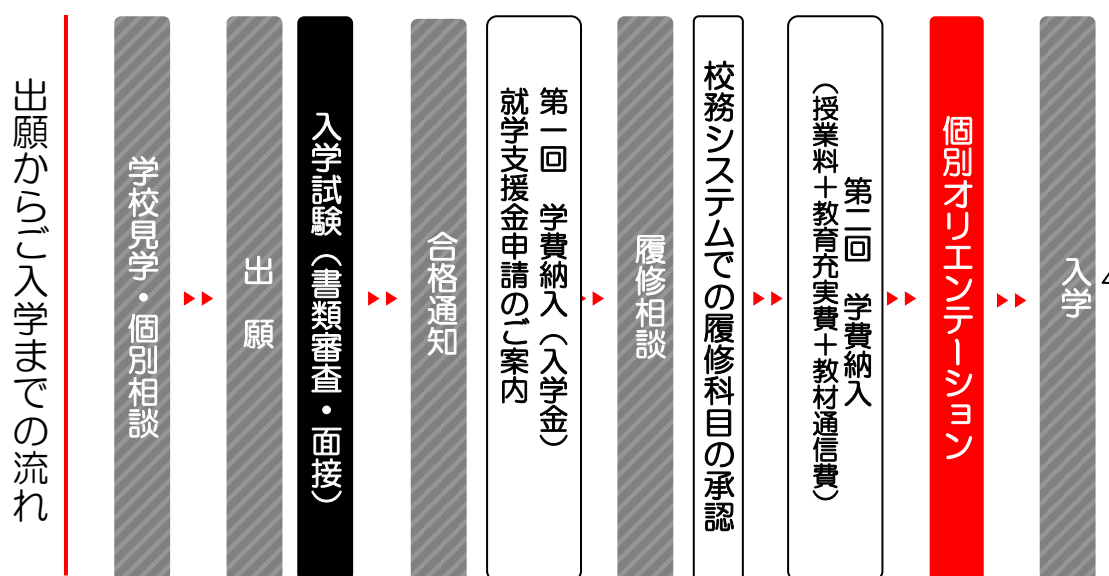 出願からご入学までの流れ
学校見学・個別相談
出　願
入学試験（書類審査・面接）
合格通知
第一回　学費納入（入学金）
就学支援金申請のご案内
履修相談
校務システムでの履修科目の承認
第二回　学費納入
（授業料＋教育充実費＋教材通信費）
個別オリエンテーション
入学